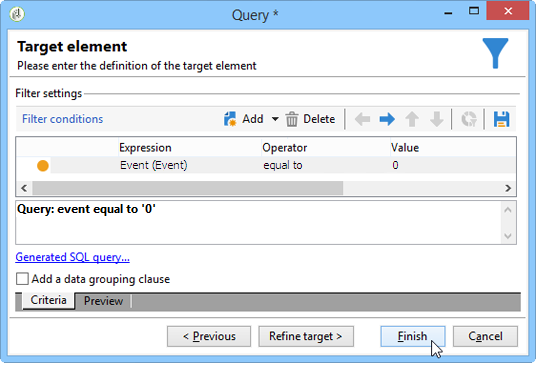 Query *
Target element
Please enter the definition of the target element
Filter settings
Filter conditions Add Delete
Expression Operator Value
Event (Event) equal to 0
Query: event equal to '0'
Generated SQL query...
Add a data grouping clause
Criteria Preview
< Previous Refine target > Finish Cancel